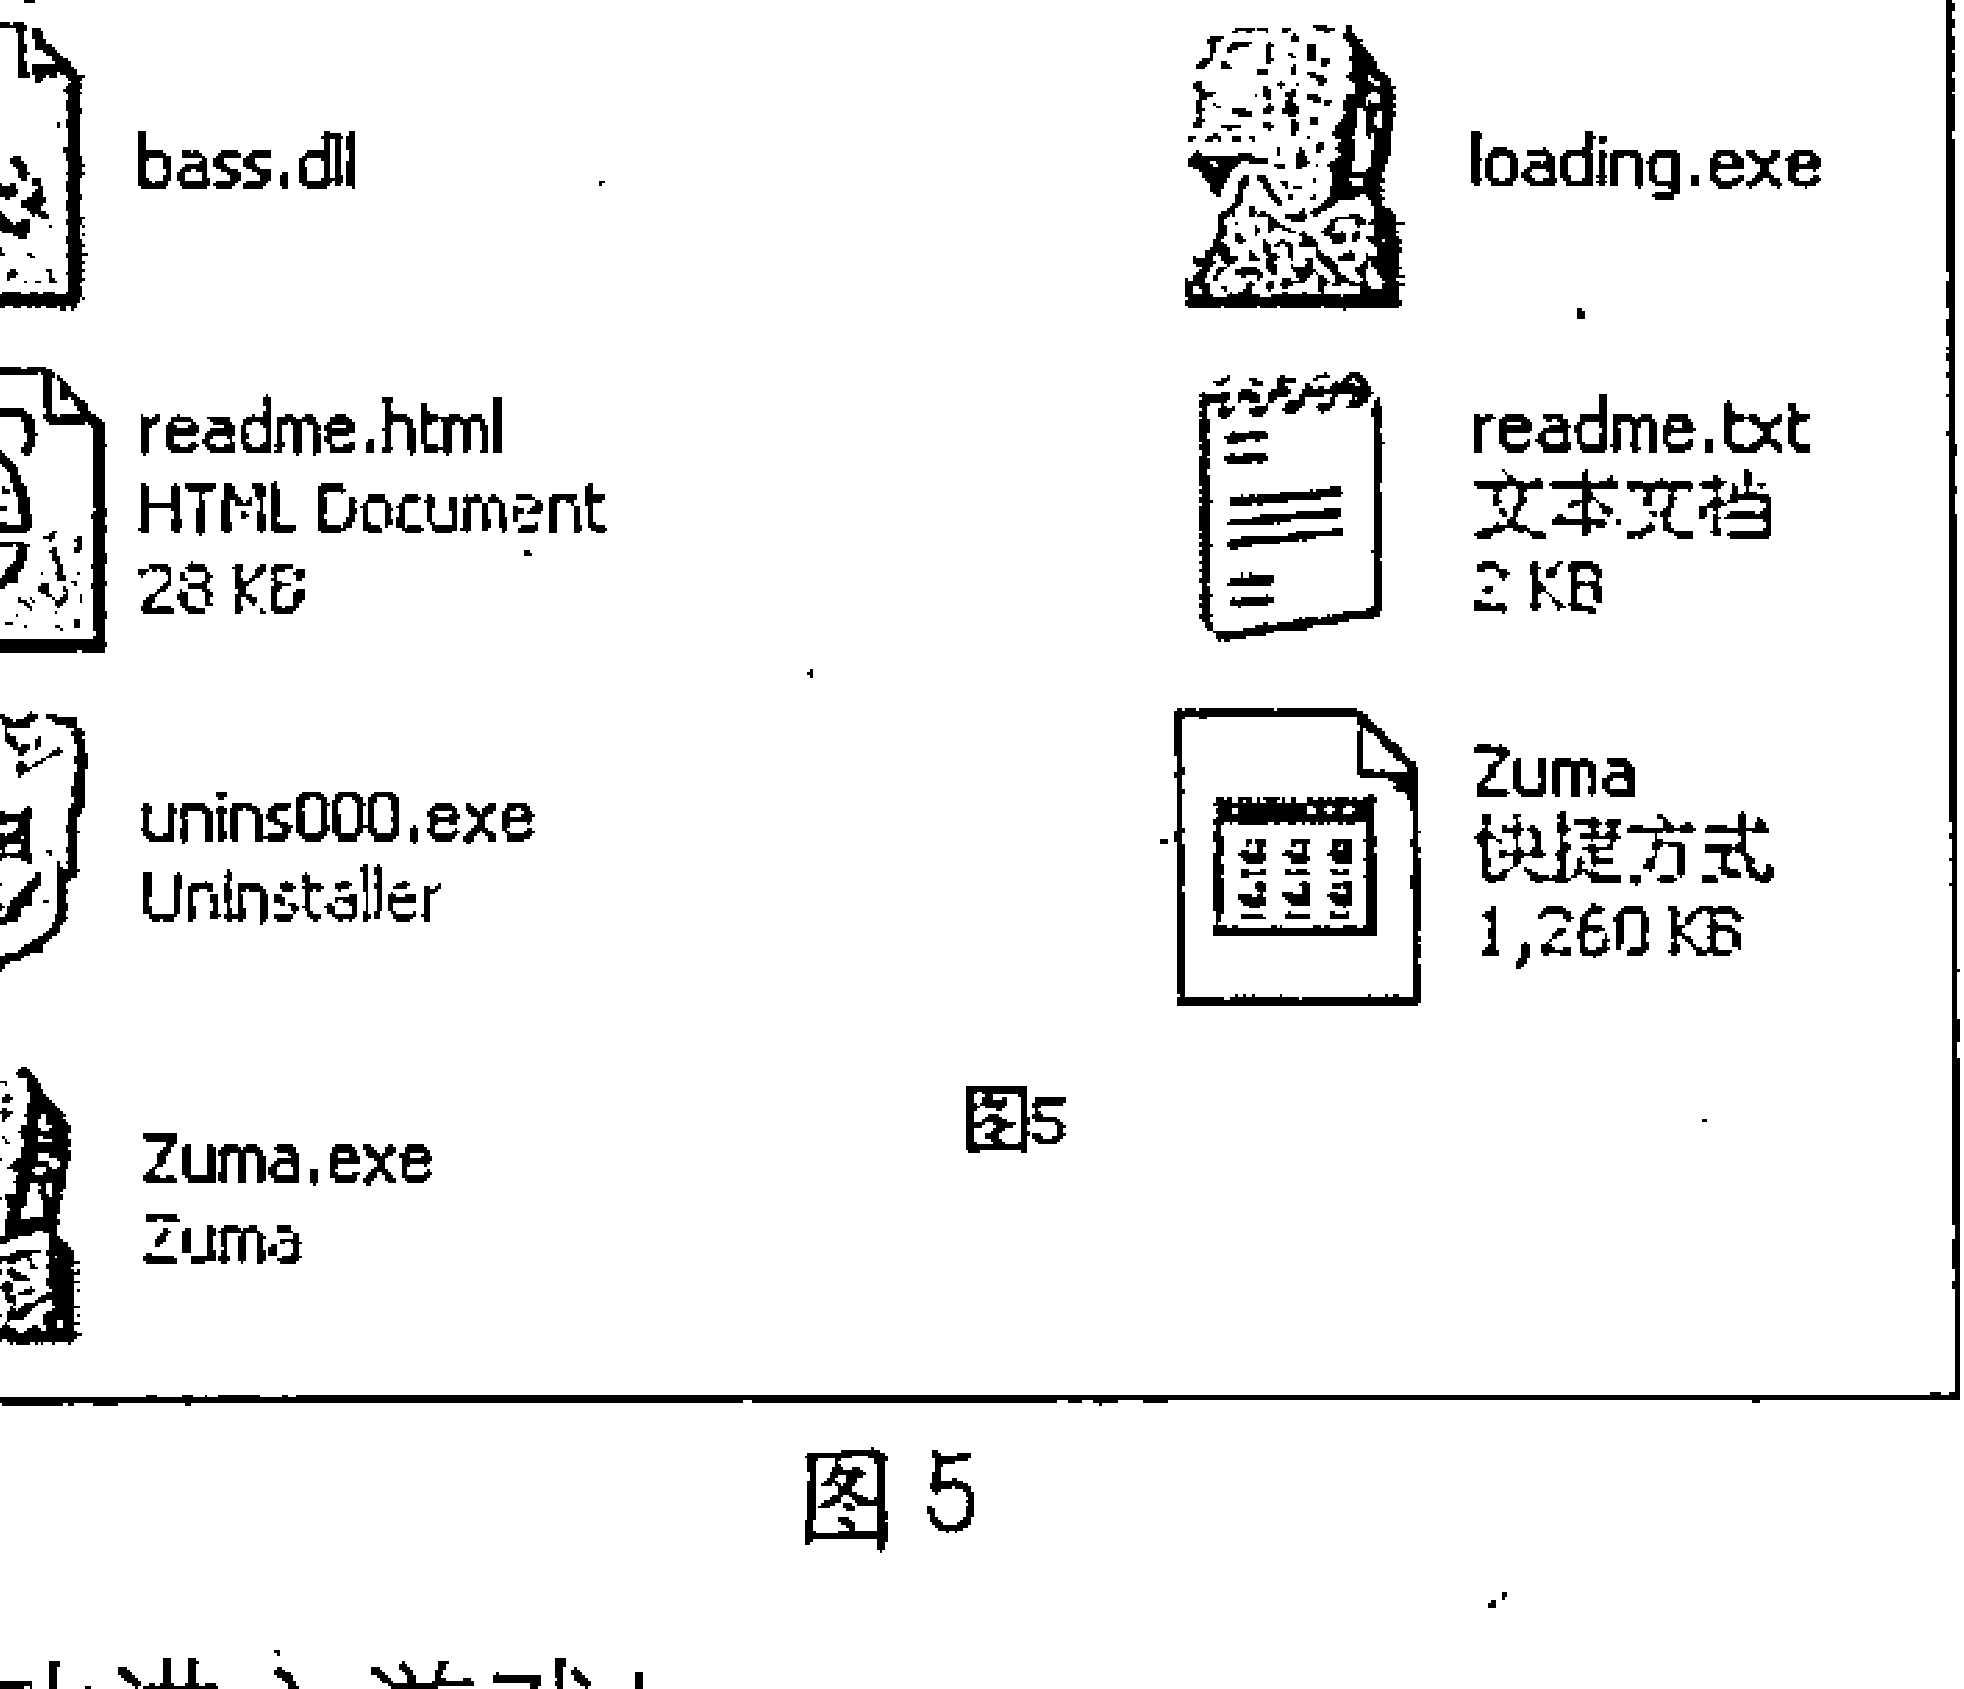 bass.dll
loading.exe
readme.html
HTML Document
28 KB
readme.txt
文本文档
2 KB
unins000.exe
Uninstaller
Zuma
快捷方式
1,260 KB
Zuma.exe
Zuma
图5
图 5